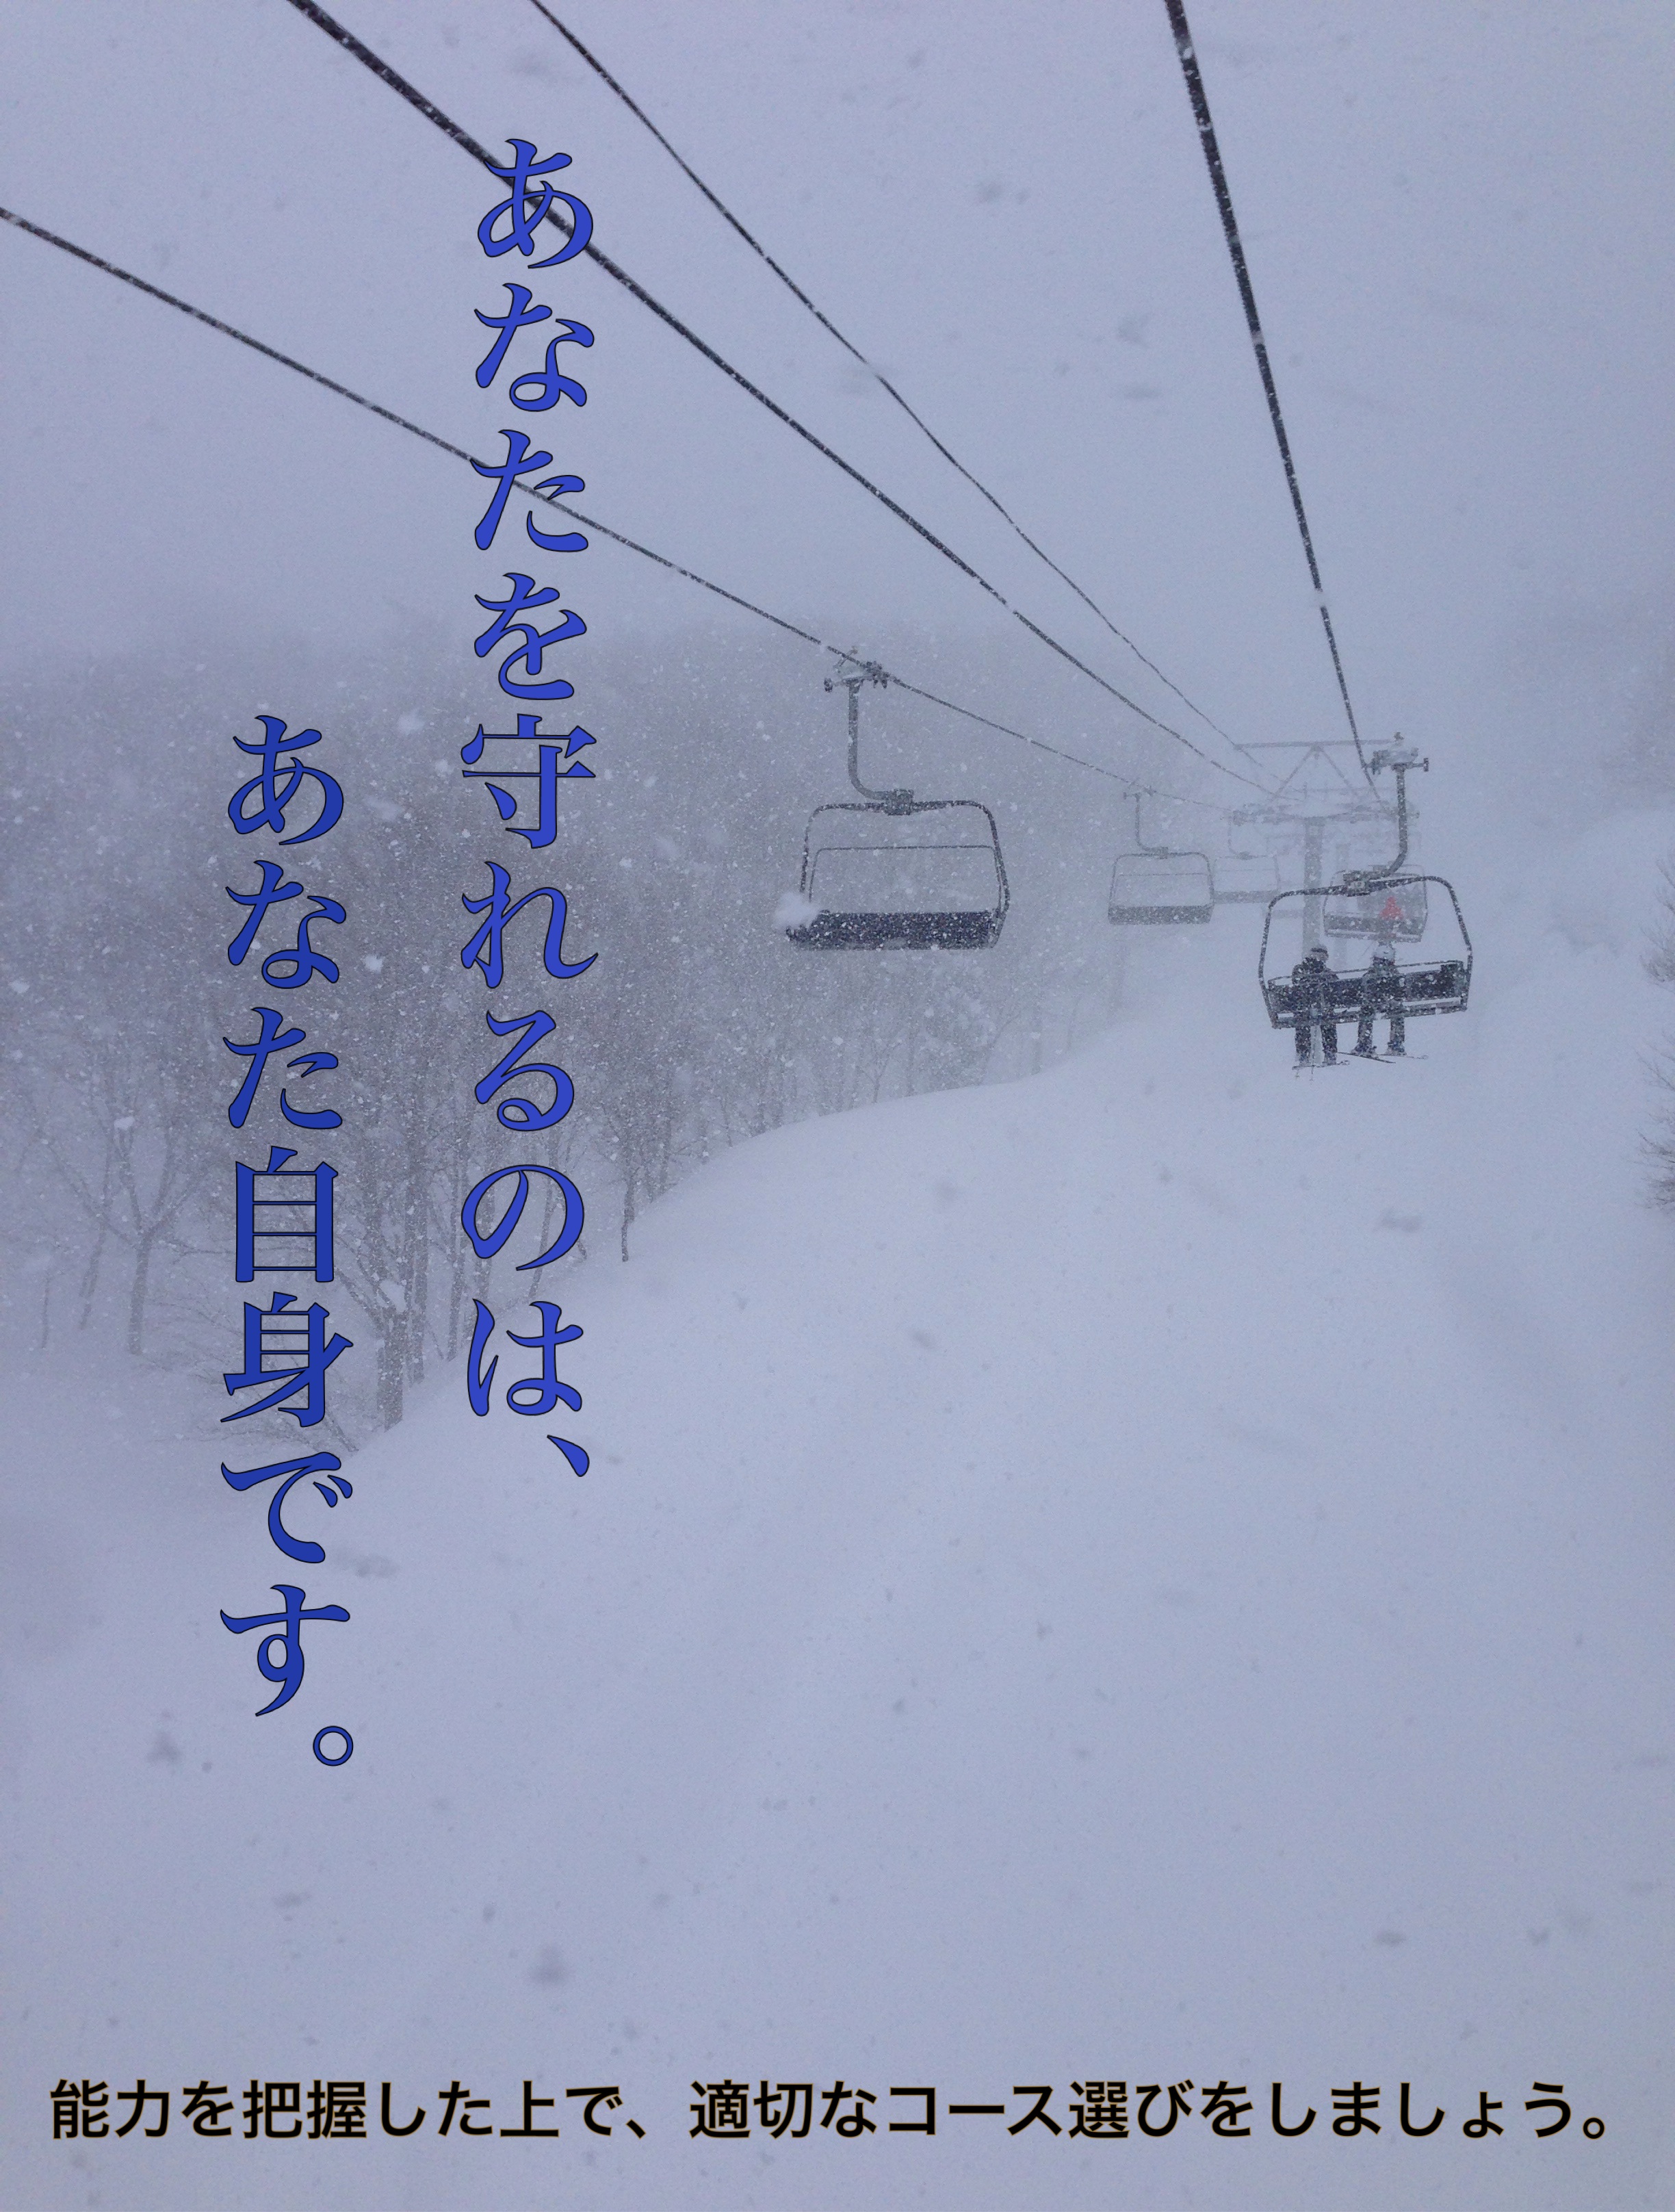 あなたを守れるのは、
あなた自身です。
能力を把握した上で、適切なコース選びをしましょう。